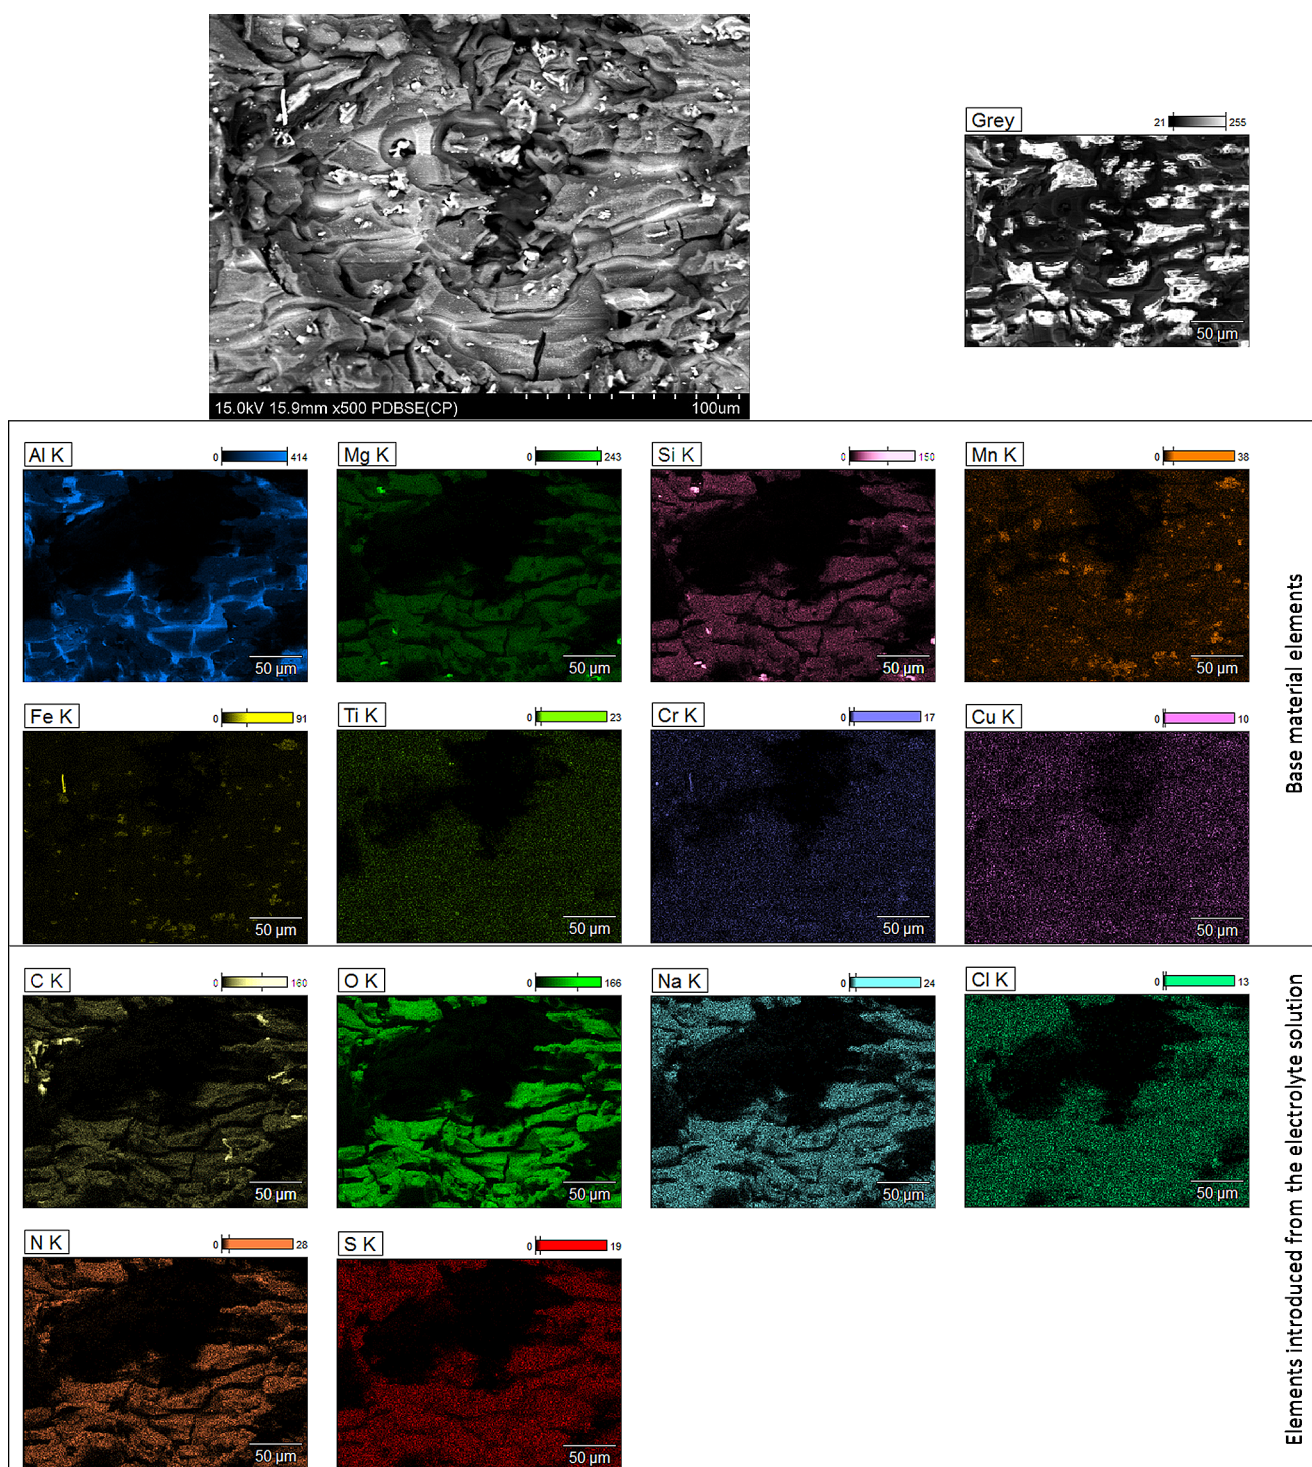 Grey
21 255
50 µm
15.0kV 15.9mm x500 PDBSE(CP) 100um
Al K 0 414
Mg K 0 243
Si K 0 150
Mn K 0 38
50 µm
50 µm
50 µm
50 µm
Base material elements
Fe K 0 91
Ti K 0 23
Cr K 0 17
Cu K 0 10
50 µm
50 µm
50 µm
50 µm
C K 0 160
O K 0 166
Na K 0 24
Cl K 0 13
50 µm
50 µm
50 µm
50 µm
Elements introduced from the electrolyte solution
N K 0 28
S K 0 19
50 µm
50 µm